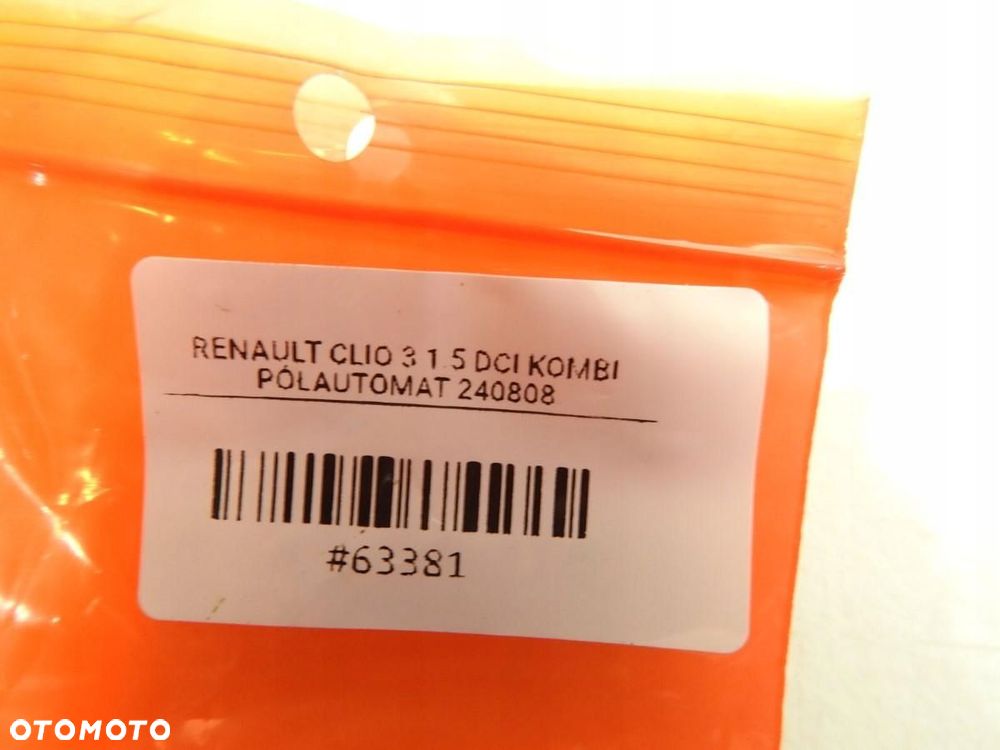 RENAULT CLIO 3 1.5 DCI KOMBI
PÓŁAUTOMAT 240808
#63381
OTOMOTO